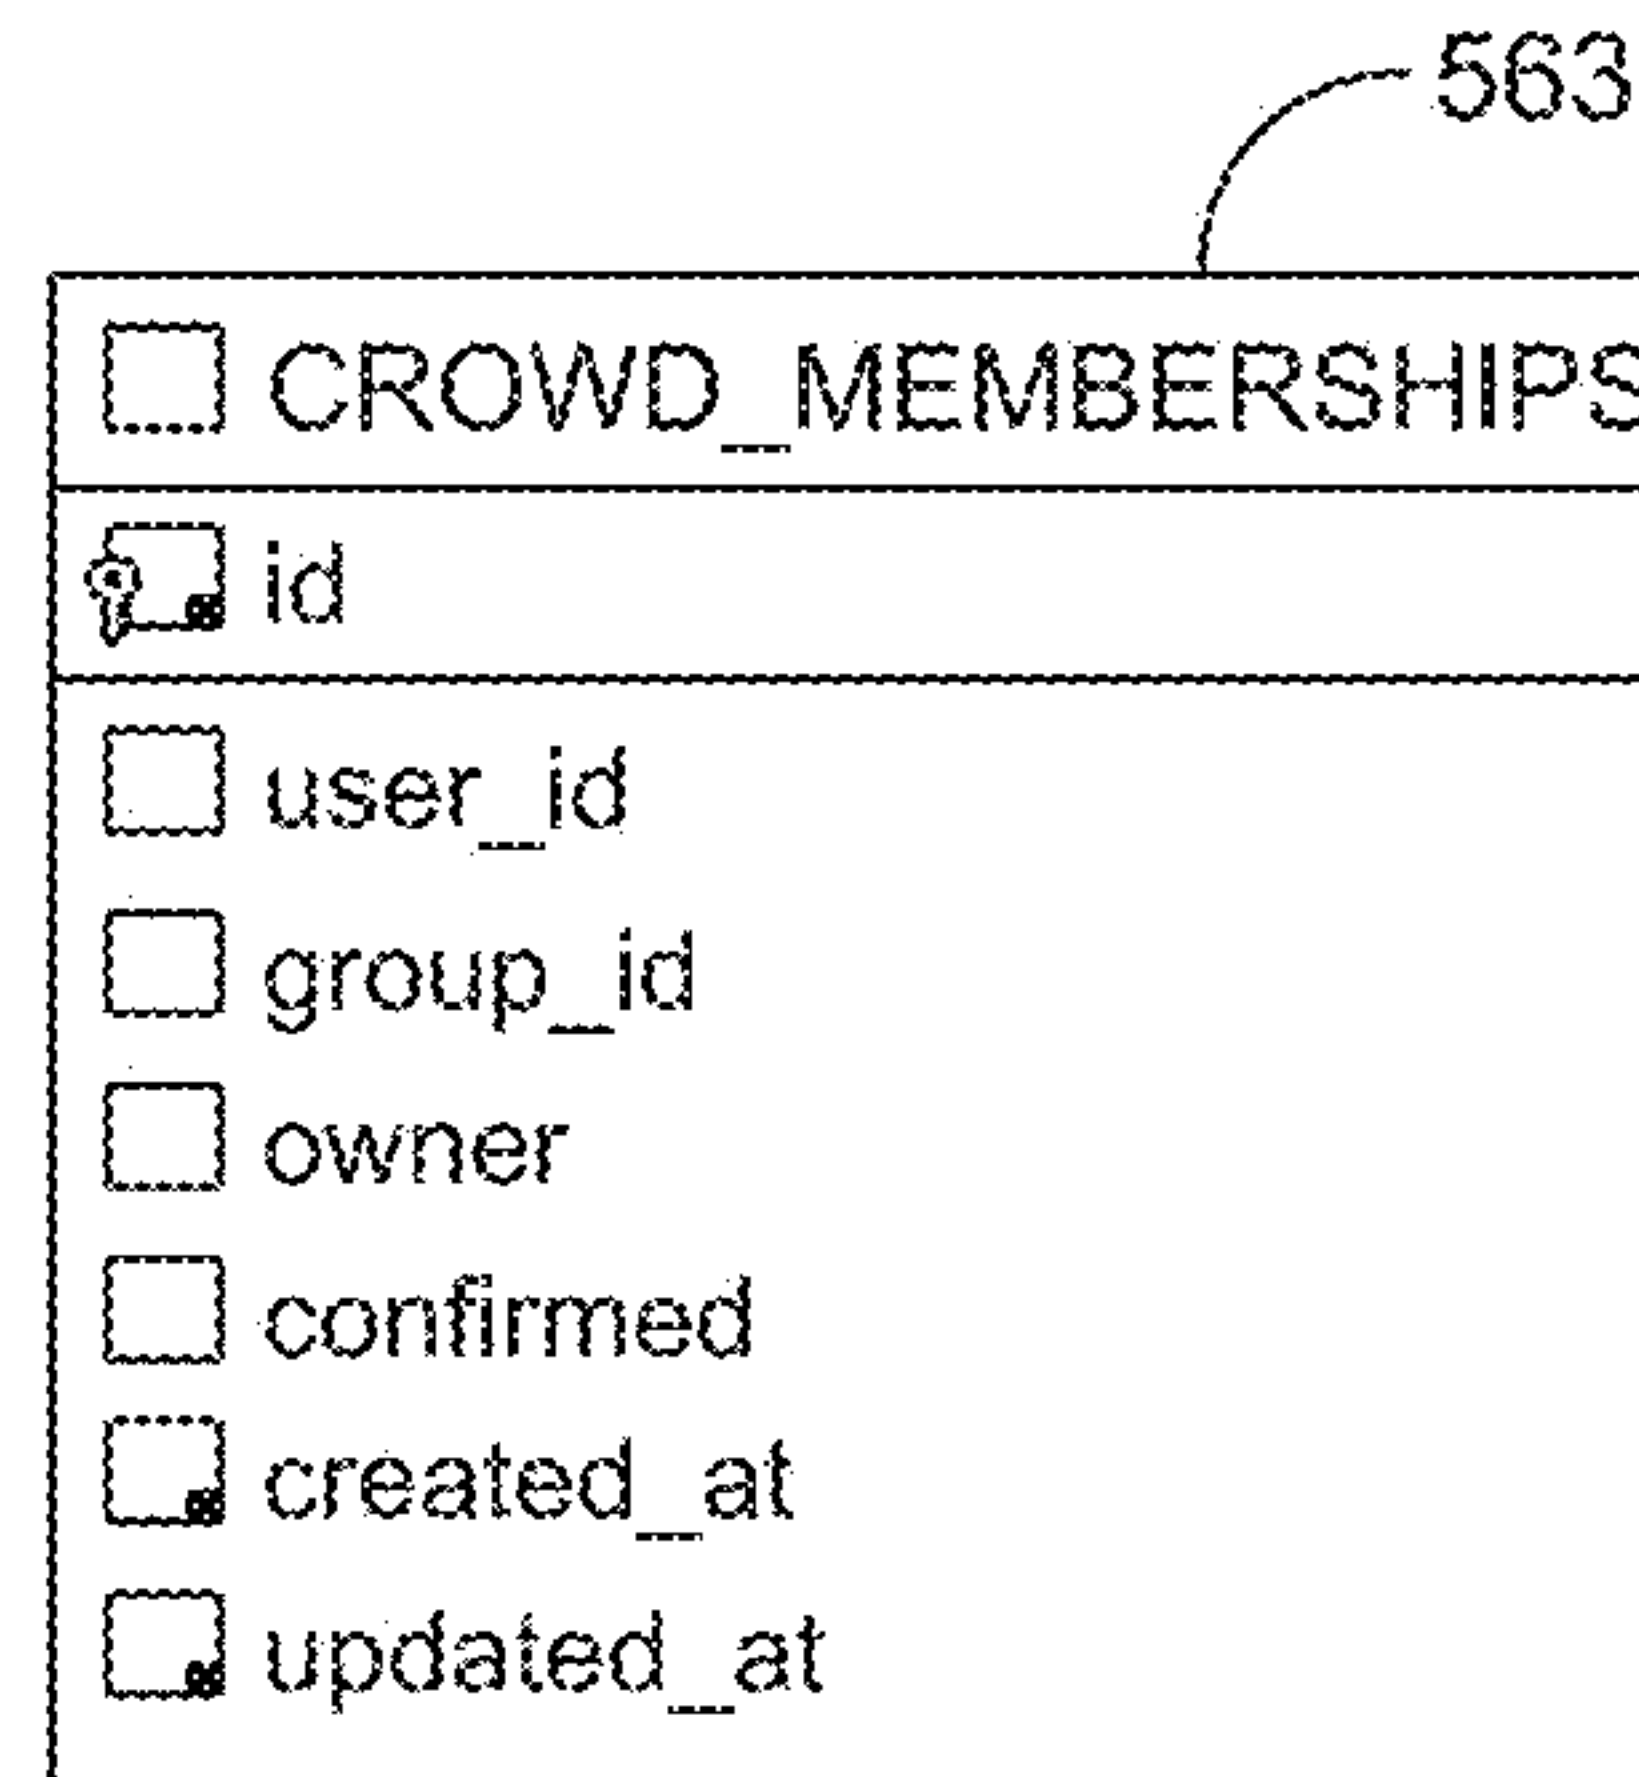 563
CROWD_MEMBERSHIPS
id
user_id
group_id
owner
confirmed
created_at
updated_at